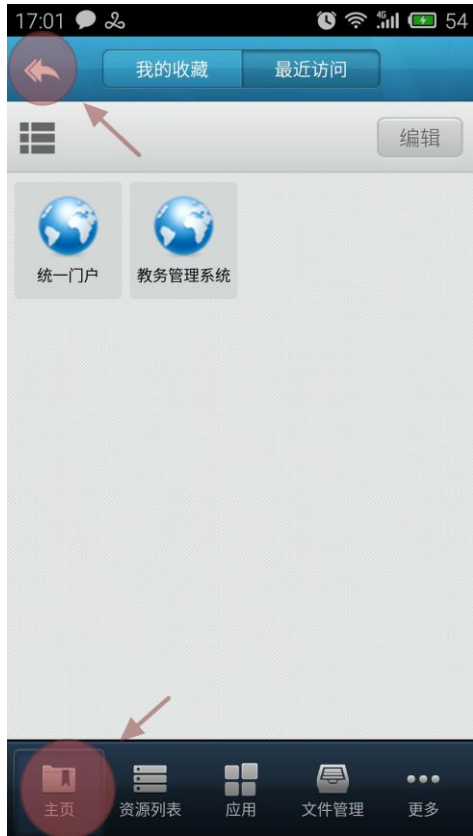 17:01 4G 54
我的收藏 最近访问
编辑
统一门户 教务管理系统
主页 资源列表 应用 文件管理 更多